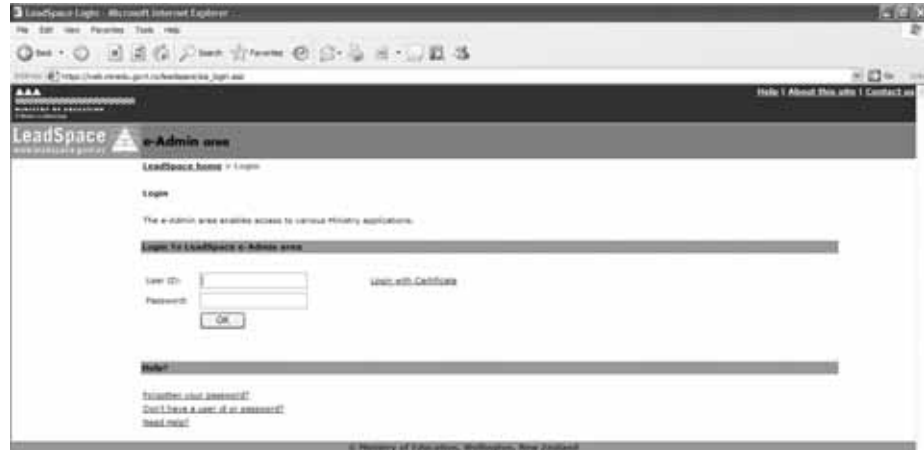 LeadSpace Login - Microsoft Internet Explorer
File Edit View Favorites Tools Help
Back Search Favorites
Help | About this site | Contact us
LeadSpace e-Admin area
LeadSpace home > Login
Login
The e-Admin area enables access to various Ministry applications.
Login to LeadSpace e-Admin area
User ID: Login with Certificate
Password:
OK
Help?
Forgotten your password?
Don't have a user id or password?
Need Help?
© Ministry of Education, Wellington, New Zealand